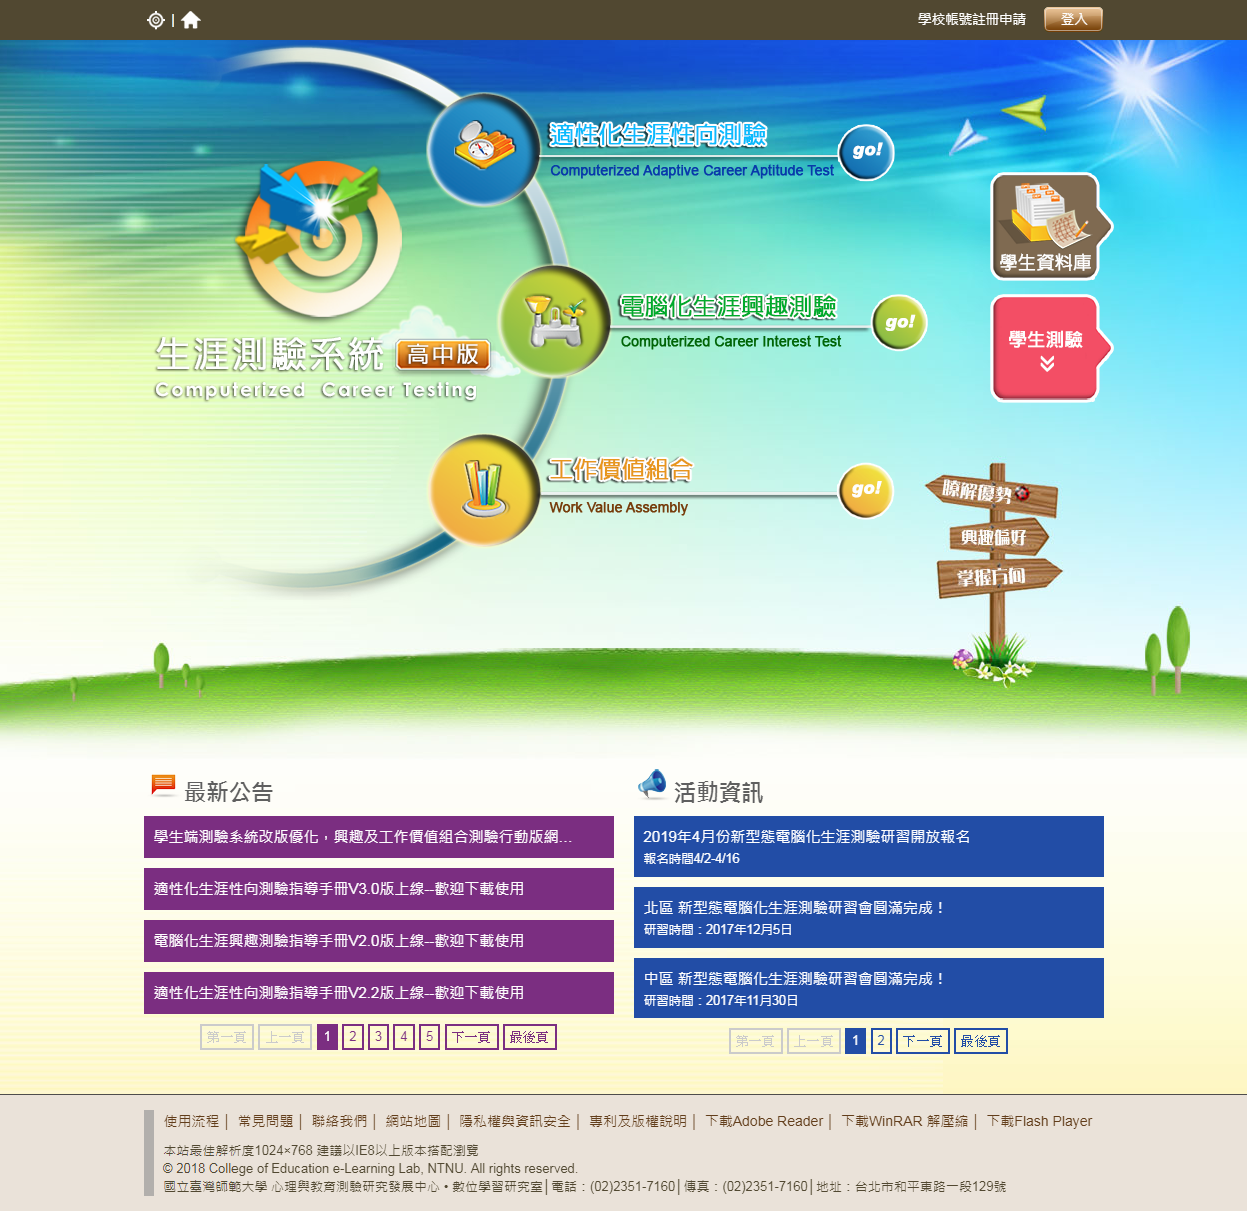 學校帳號註冊申請
登入
適性化生涯性向測驗
go!
Computerized Adaptive Career Aptitude Test
學生資料庫
電腦化生涯興趣測驗
go!
Computerized Career Interest Test
學生測驗
生涯測驗系統 高中版
Computerized Career Testing
工作價值組合
go!
Work Value Assembly
瞭解優勢
興趣偏好
掌握方向
最新公告
學生端測驗系統改版優化，興趣及工作價值組合測驗行動版網...
適性化生涯性向測驗指導手冊V3.0版上線--歡迎下載使用
電腦化生涯興趣測驗指導手冊V2.0版上線--歡迎下載使用
適性化生涯性向測驗指導手冊V2.2版上線--歡迎下載使用
第一頁 上一頁 1 2 3 4 5 下一頁 最後頁
活動資訊
2019年4月份新型態電腦化生涯測驗研習開放報名
報名時間4/2-4/16
北區 新型態電腦化生涯測驗研習會圓滿完成！
研習時間：2017年12月5日
中區 新型態電腦化生涯測驗研習會圓滿完成！
研習時間：2017年11月30日
第一頁 上一頁 1 2 下一頁 最後頁
使用流程│ 常見問題│ 聯絡我們│ 網站地圖│ 隱私權與資訊安全│ 專利及版權說明│ 下載Adobe Reader│ 下載WinRAR 解壓縮│ 下載Flash Player
本站最佳解析度1024×768 建議以IE8以上版本搭配瀏覽
© 2018 College of Education e-Learning Lab, NTNU. All rights reserved.
國立臺灣師範大學 心理與教育測驗研究發展中心 • 數位學習研究室│電話：(02)2351-7160│傳真：(02)2351-7160│地址：台北市和平東路一段129號